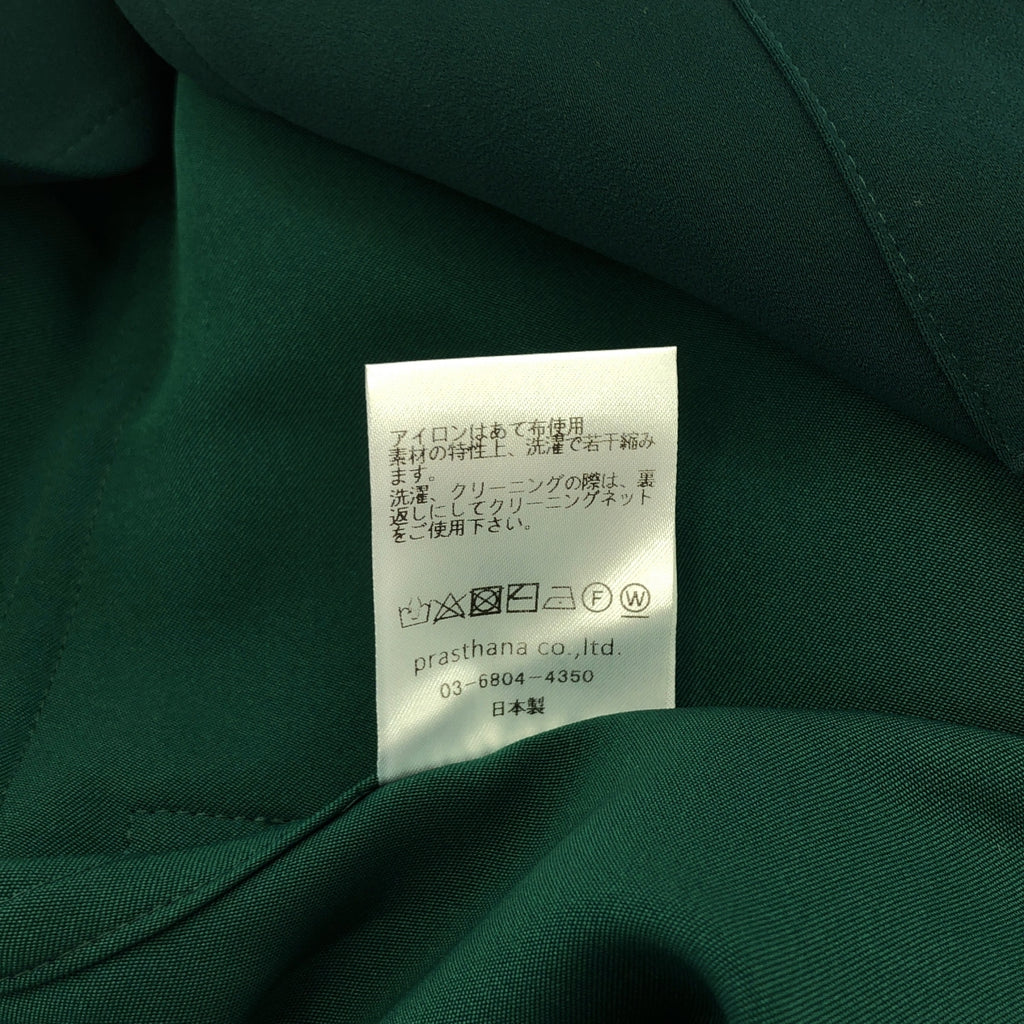 アイロンはあて布使用
素材の特性上、洗濯で若干縮み
ます。
洗濯、クリーニングの際は、裏
返しにしてクリーニングネット
をご使用下さい。
F W
prasthana co.,ltd.
03-6804-4350
日本製